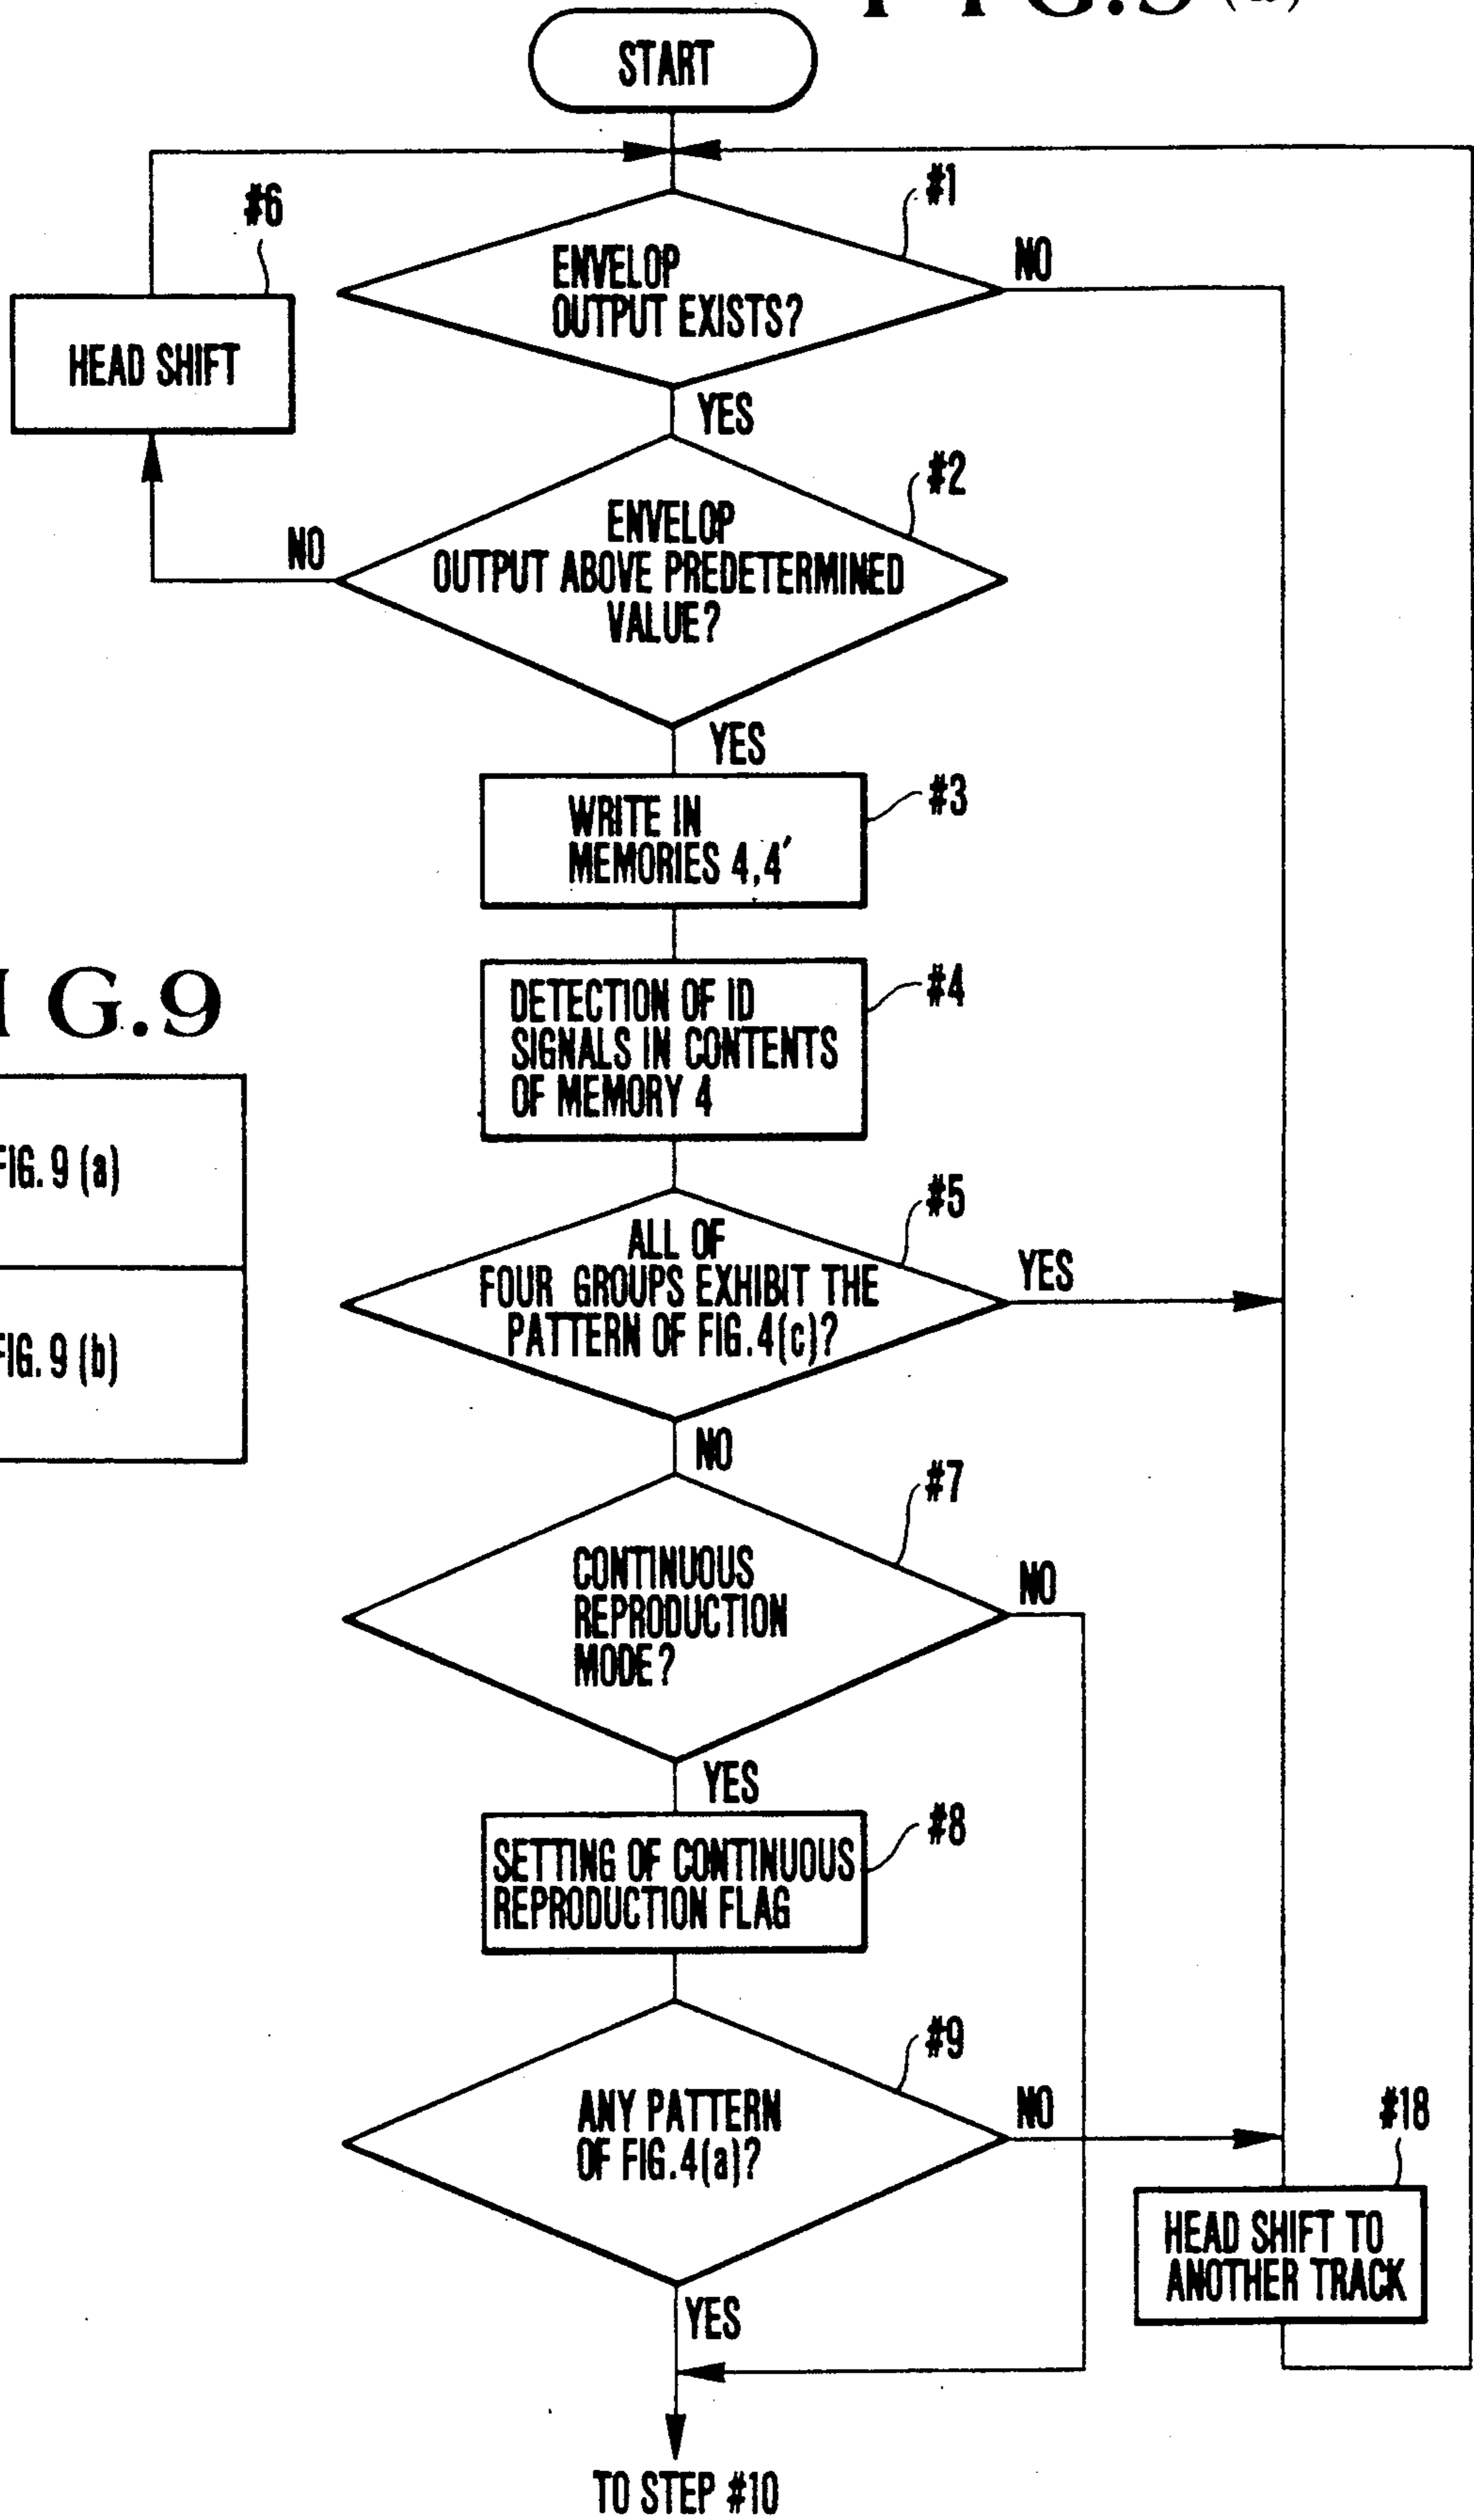 START
#1
#6
ENVELOP
OUTPUT EXISTS?
NO
HEAD SHIFT
YES
#2
ENVELOP
OUTPUT ABOVE PREDETERMINED
VALUE?
NO
YES
#3
WRITE IN
MEMORIES 4,4′
G.9
#4
DETECTION OF ID
SIGNALS IN CONTENTS
OF MEMORY 4
FIG. 9 (a)
#5
ALL OF
FOUR GROUPS EXHIBIT THE
PATTERN OF FIG.4(c)?
YES
FIG. 9 (b)
NO
#7
CONTINUOUS
REPRODUCTION
MODE?
NO
YES
#8
SETTING OF CONTINUOUS
REPRODUCTION FLAG
#9
ANY PATTERN
OF FIG.4(a)?
NO
#18
HEAD SHIFT TO
ANOTHER TRACK
YES
TO STEP #10